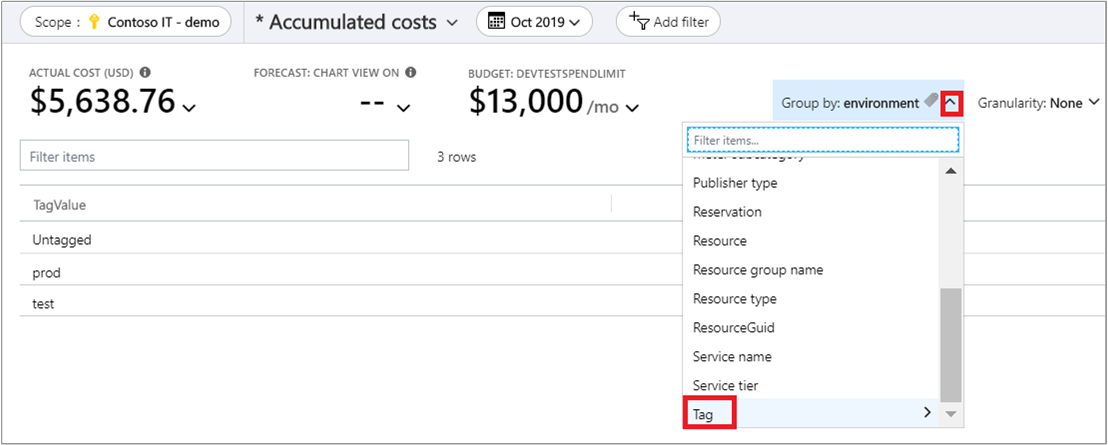 Scope : Contoso IT - demo * Accumulated costs Oct 2019 Add filter
ACTUAL COST (USD) FORECAST: CHART VIEW ON BUDGET: DEVTESTSPENDLIMIT
$5,638.76 -- $13,000 /mo
Group by: environment Granularity: None
Filter items... 
Filter items 3 rows
Meter subcategory
Publisher type
TagValue
Reservation
Untagged
Resource
prod
Resource group name
test
Resource type
ResourceGuid
Service name
Service tier
Tag